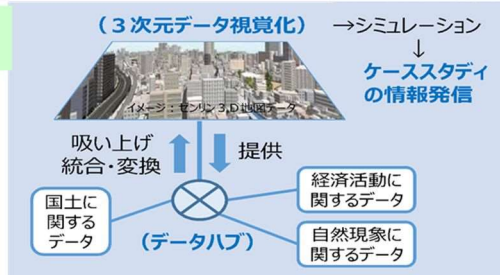 （３次元データ視覚化）
→シミュレーション
↓
ケーススタディ
の情報発信
イメージ：ゼンリン３Ｄ地図データ
吸い上げ
統合・変換
提供
国土に
関する
データ
（データハブ）
経済活動に
関するデータ
自然現象に
関するデータ